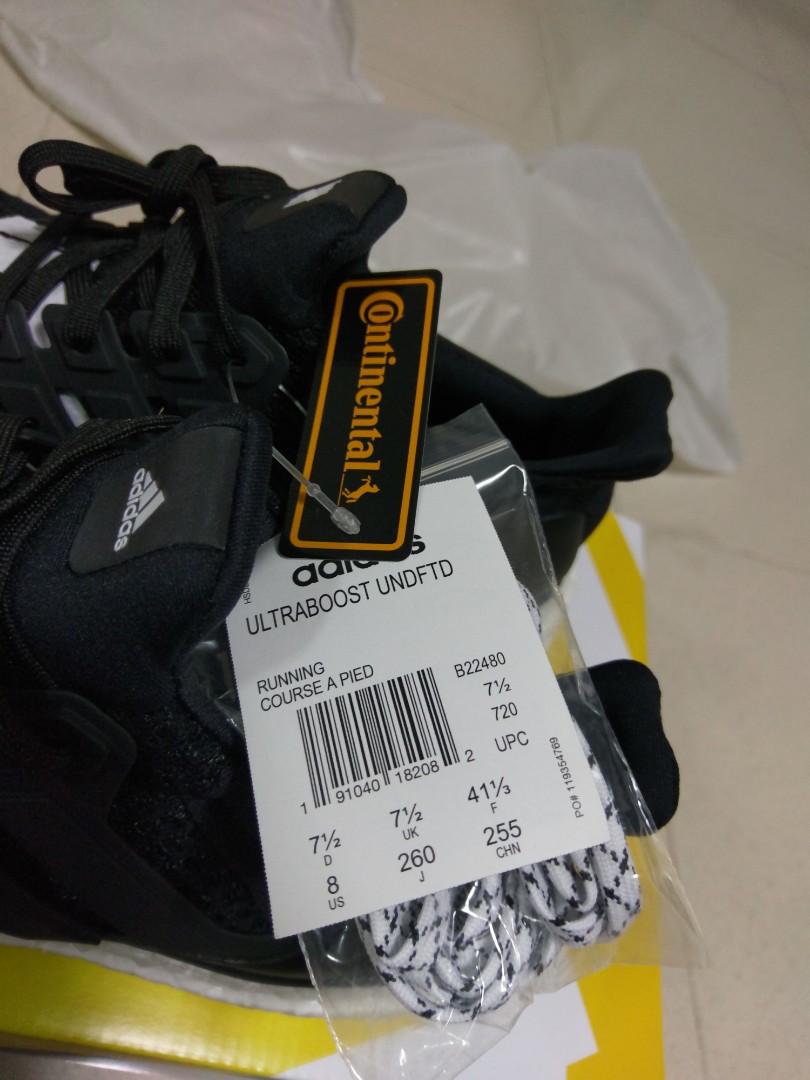 Continental
adidas
adidas
ULTRABOOST UNDFTD
RUNNING
COURSE A PIED
B22480
7½
720
UPC
1 91040 18208 2
7½
D
7½
UK
41⅓
F
8
US
260
J
255
CHN
PO# 119354769